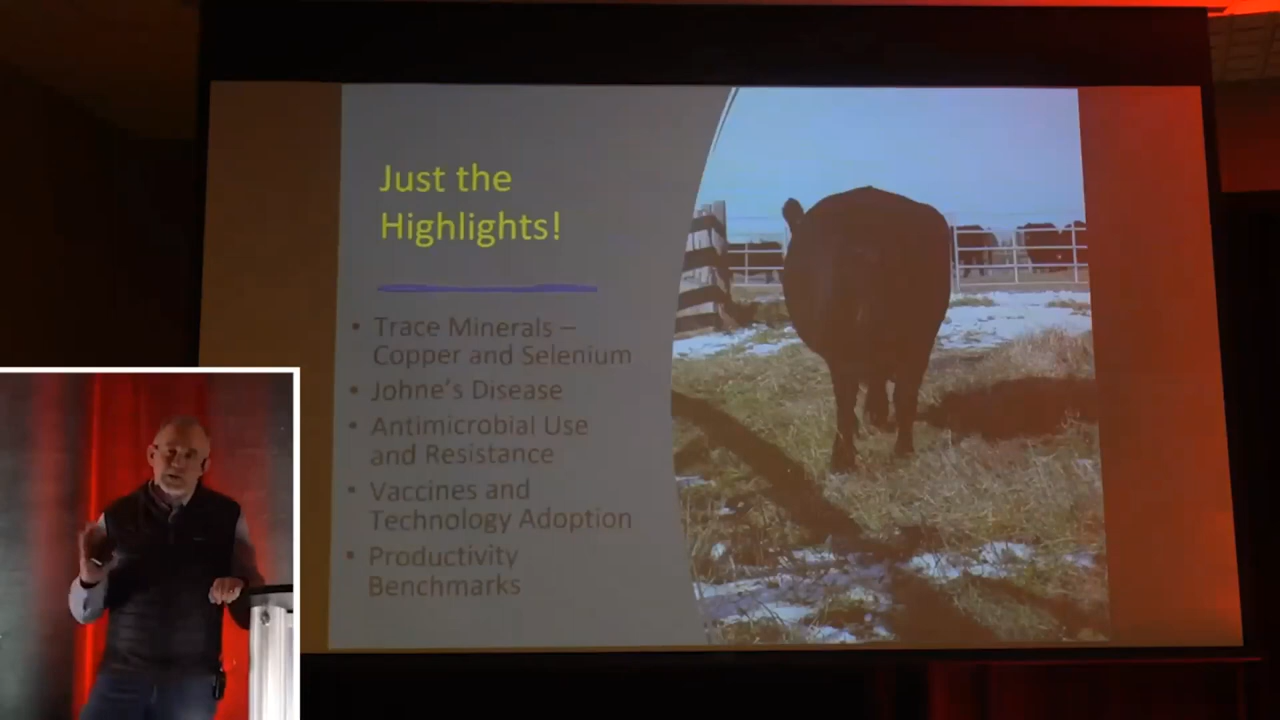 Just the
Highlights!
• Trace Minerals –
Copper and Selenium
• Johne's Disease
• Antimicrobial Use
and Resistance
• Vaccines and
Technology Adoption
• Productivity
Benchmarks